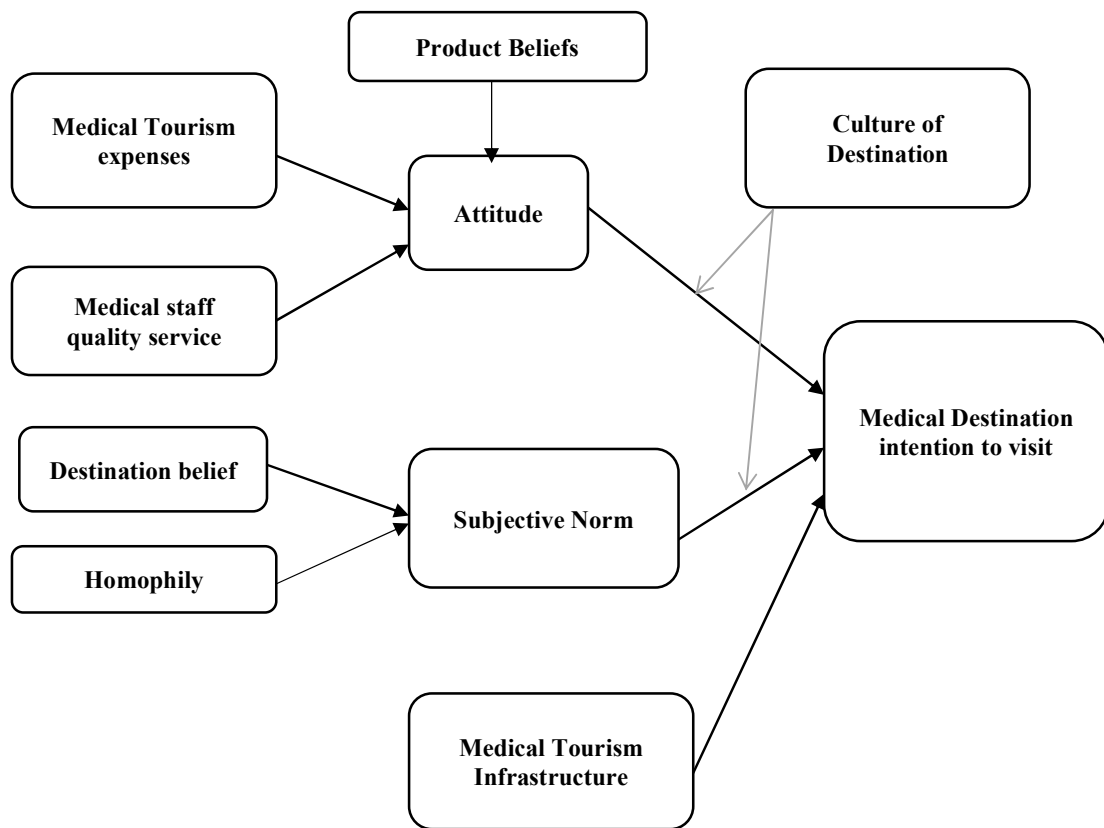 Product Beliefs
Medical Tourism
expenses
Culture of
Destination
Attitude
Medical staff
quality service
Medical Destination
intention to visit
Destination belief
Subjective Norm
Homophily
Medical Tourism
Infrastructure